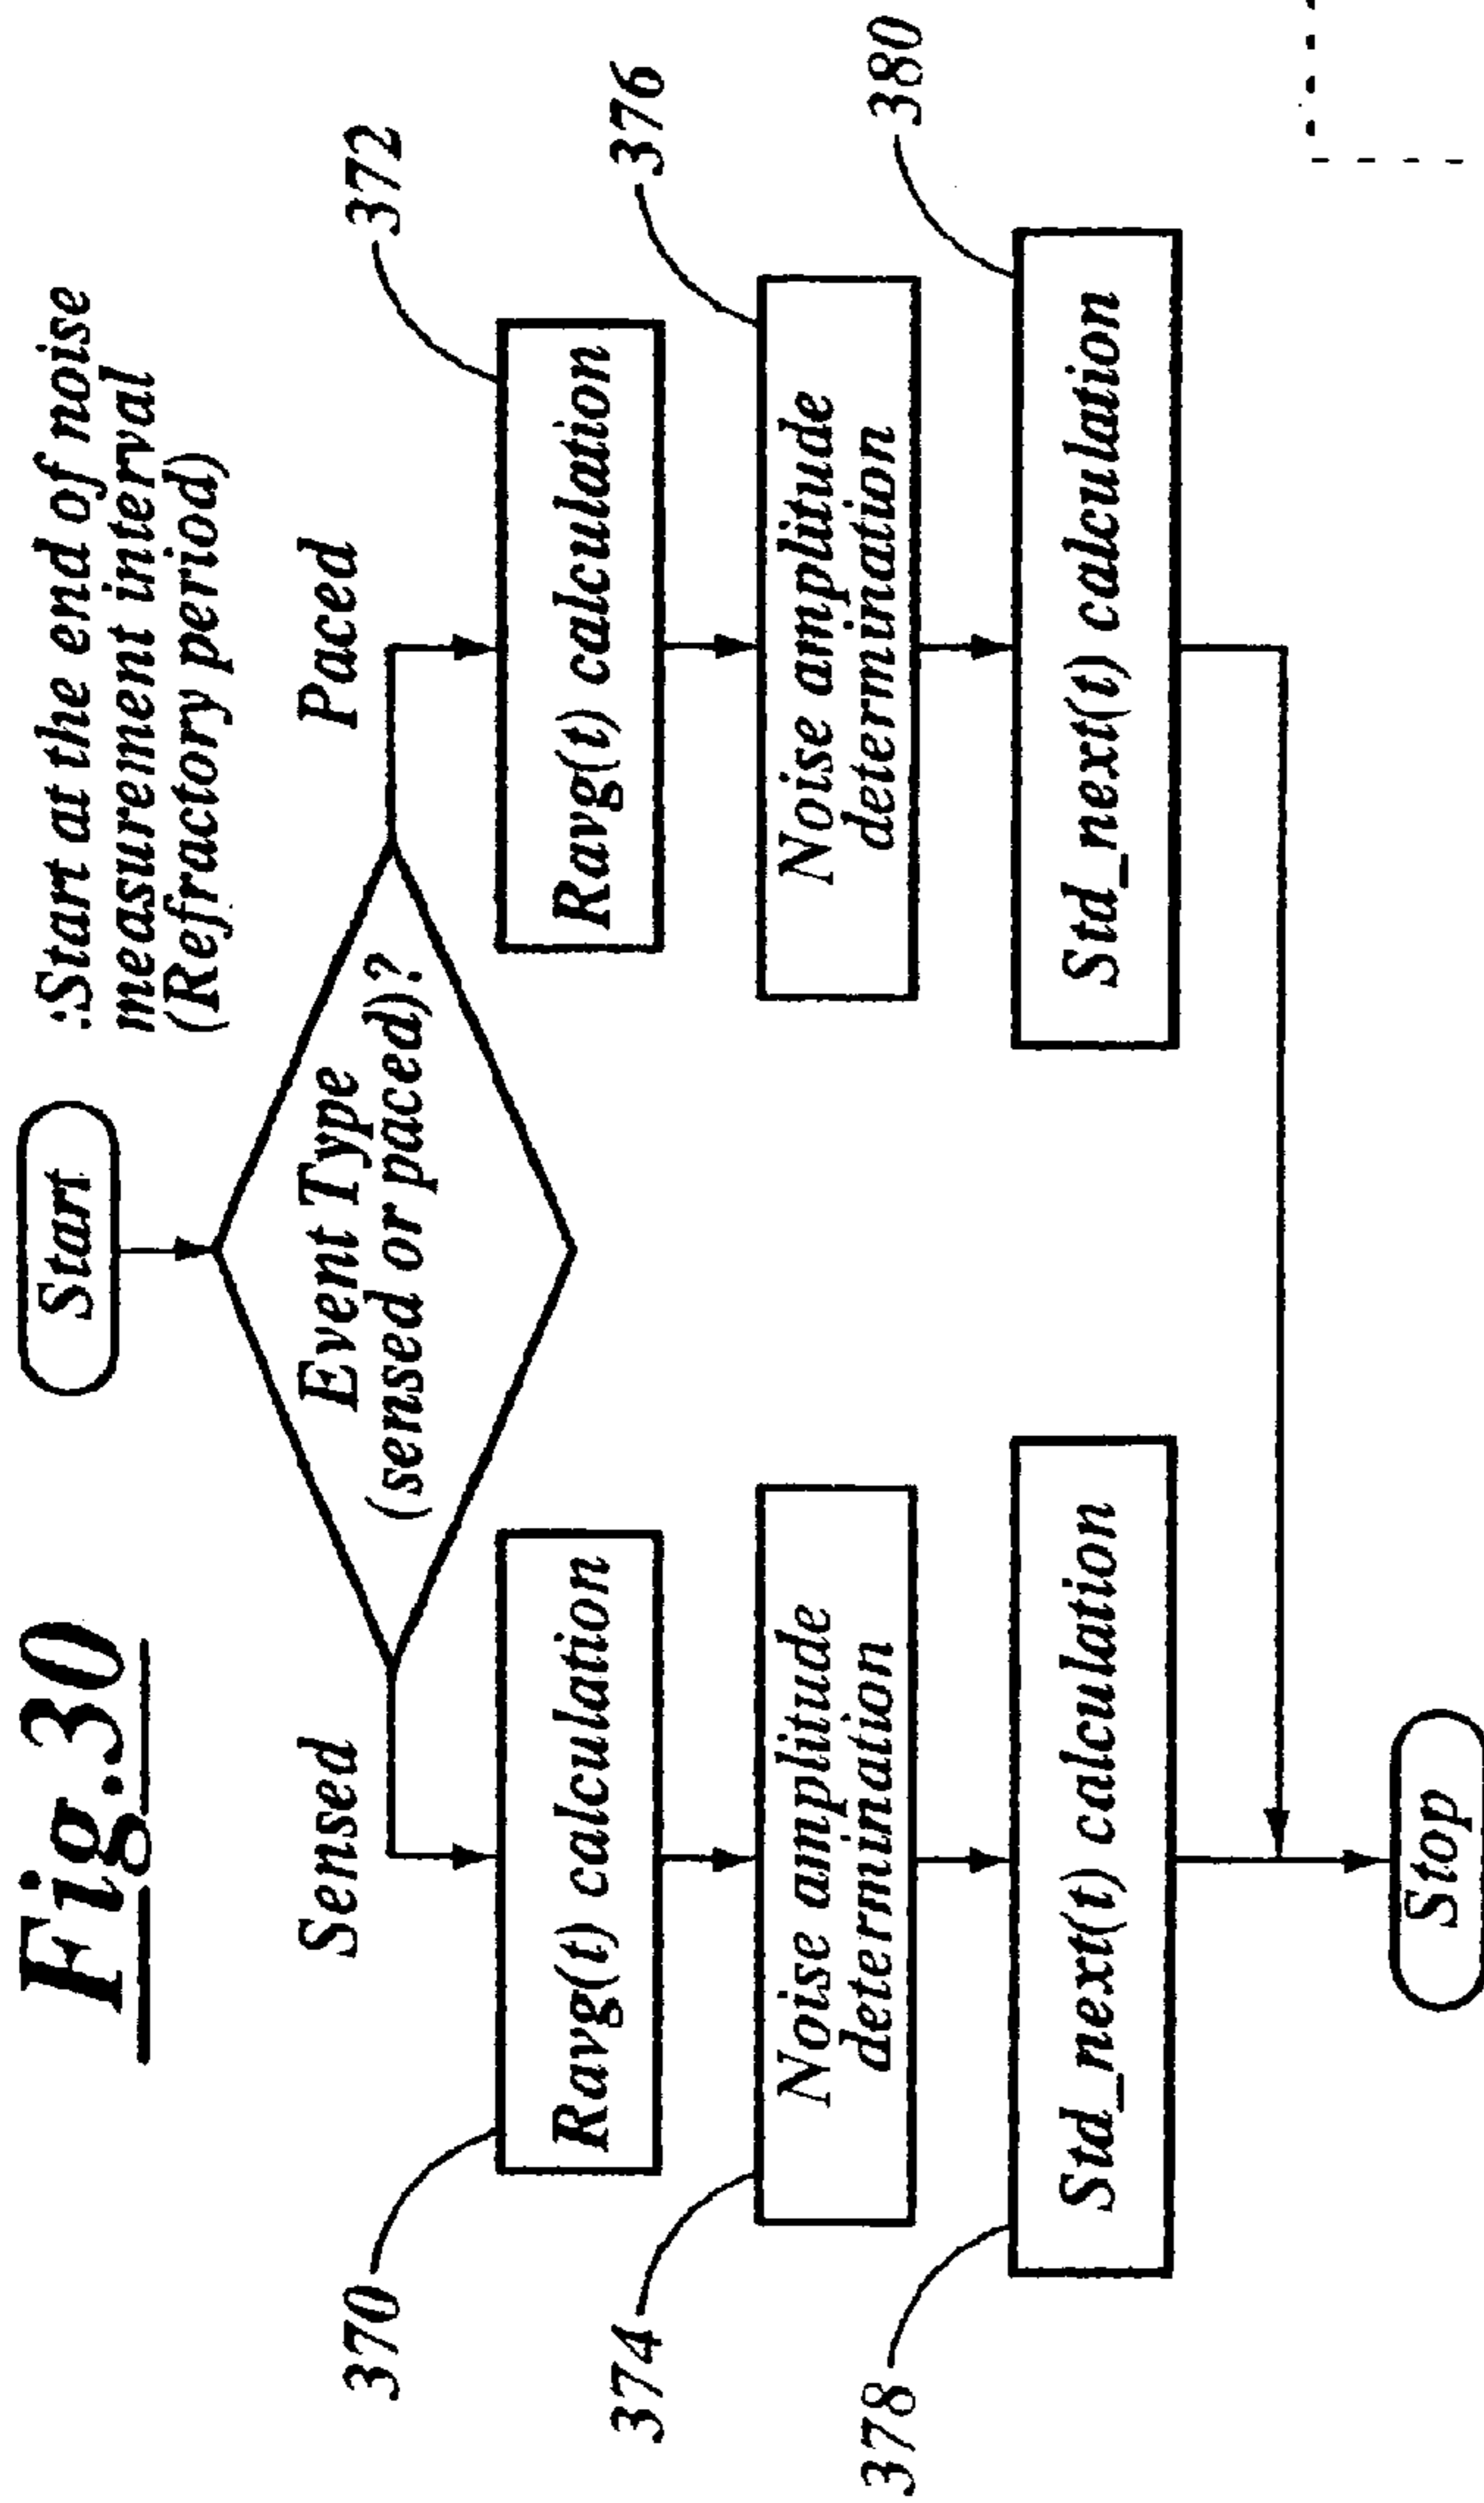 Fig.30
Start
:Start at the end of noise
measurement interval
(Refractory period)
Event Type
(sensed or paced)?
Sensed
Paced
370
Ravg(t) calculation
372
Ravg(t) calculation
374
Noise amplitude
determination
376
Noise amplitude
determination
378
Std_next(t) calculation
380
Std_next(t) calculation
Stop